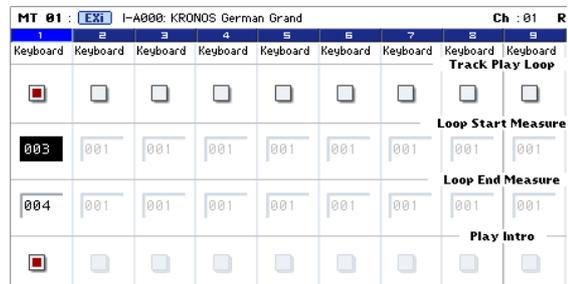 MT 01 : EXi I-A000: KRONOS German Grand Ch :01 R
1 2 3 4 5 6 7 8 9
Keyboard Keyboard Keyboard Keyboard Keyboard Keyboard Keyboard Keyboard Keyboard
Track Play Loop
Loop Start Measure
003 001 001 001 001 001 001 001 001
Loop End Measure
004 001 001 001 001 001 001 001 001
Play Intro